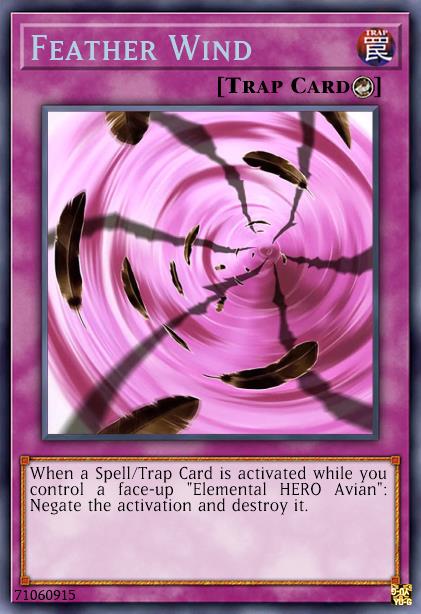 FEATHER WIND
TRAP
罠
[TRAP CARD]
When a Spell/Trap Card is activated while you
control a face-up "Elemental HERO Avian":
Negate the activation and destroy it.
71060915